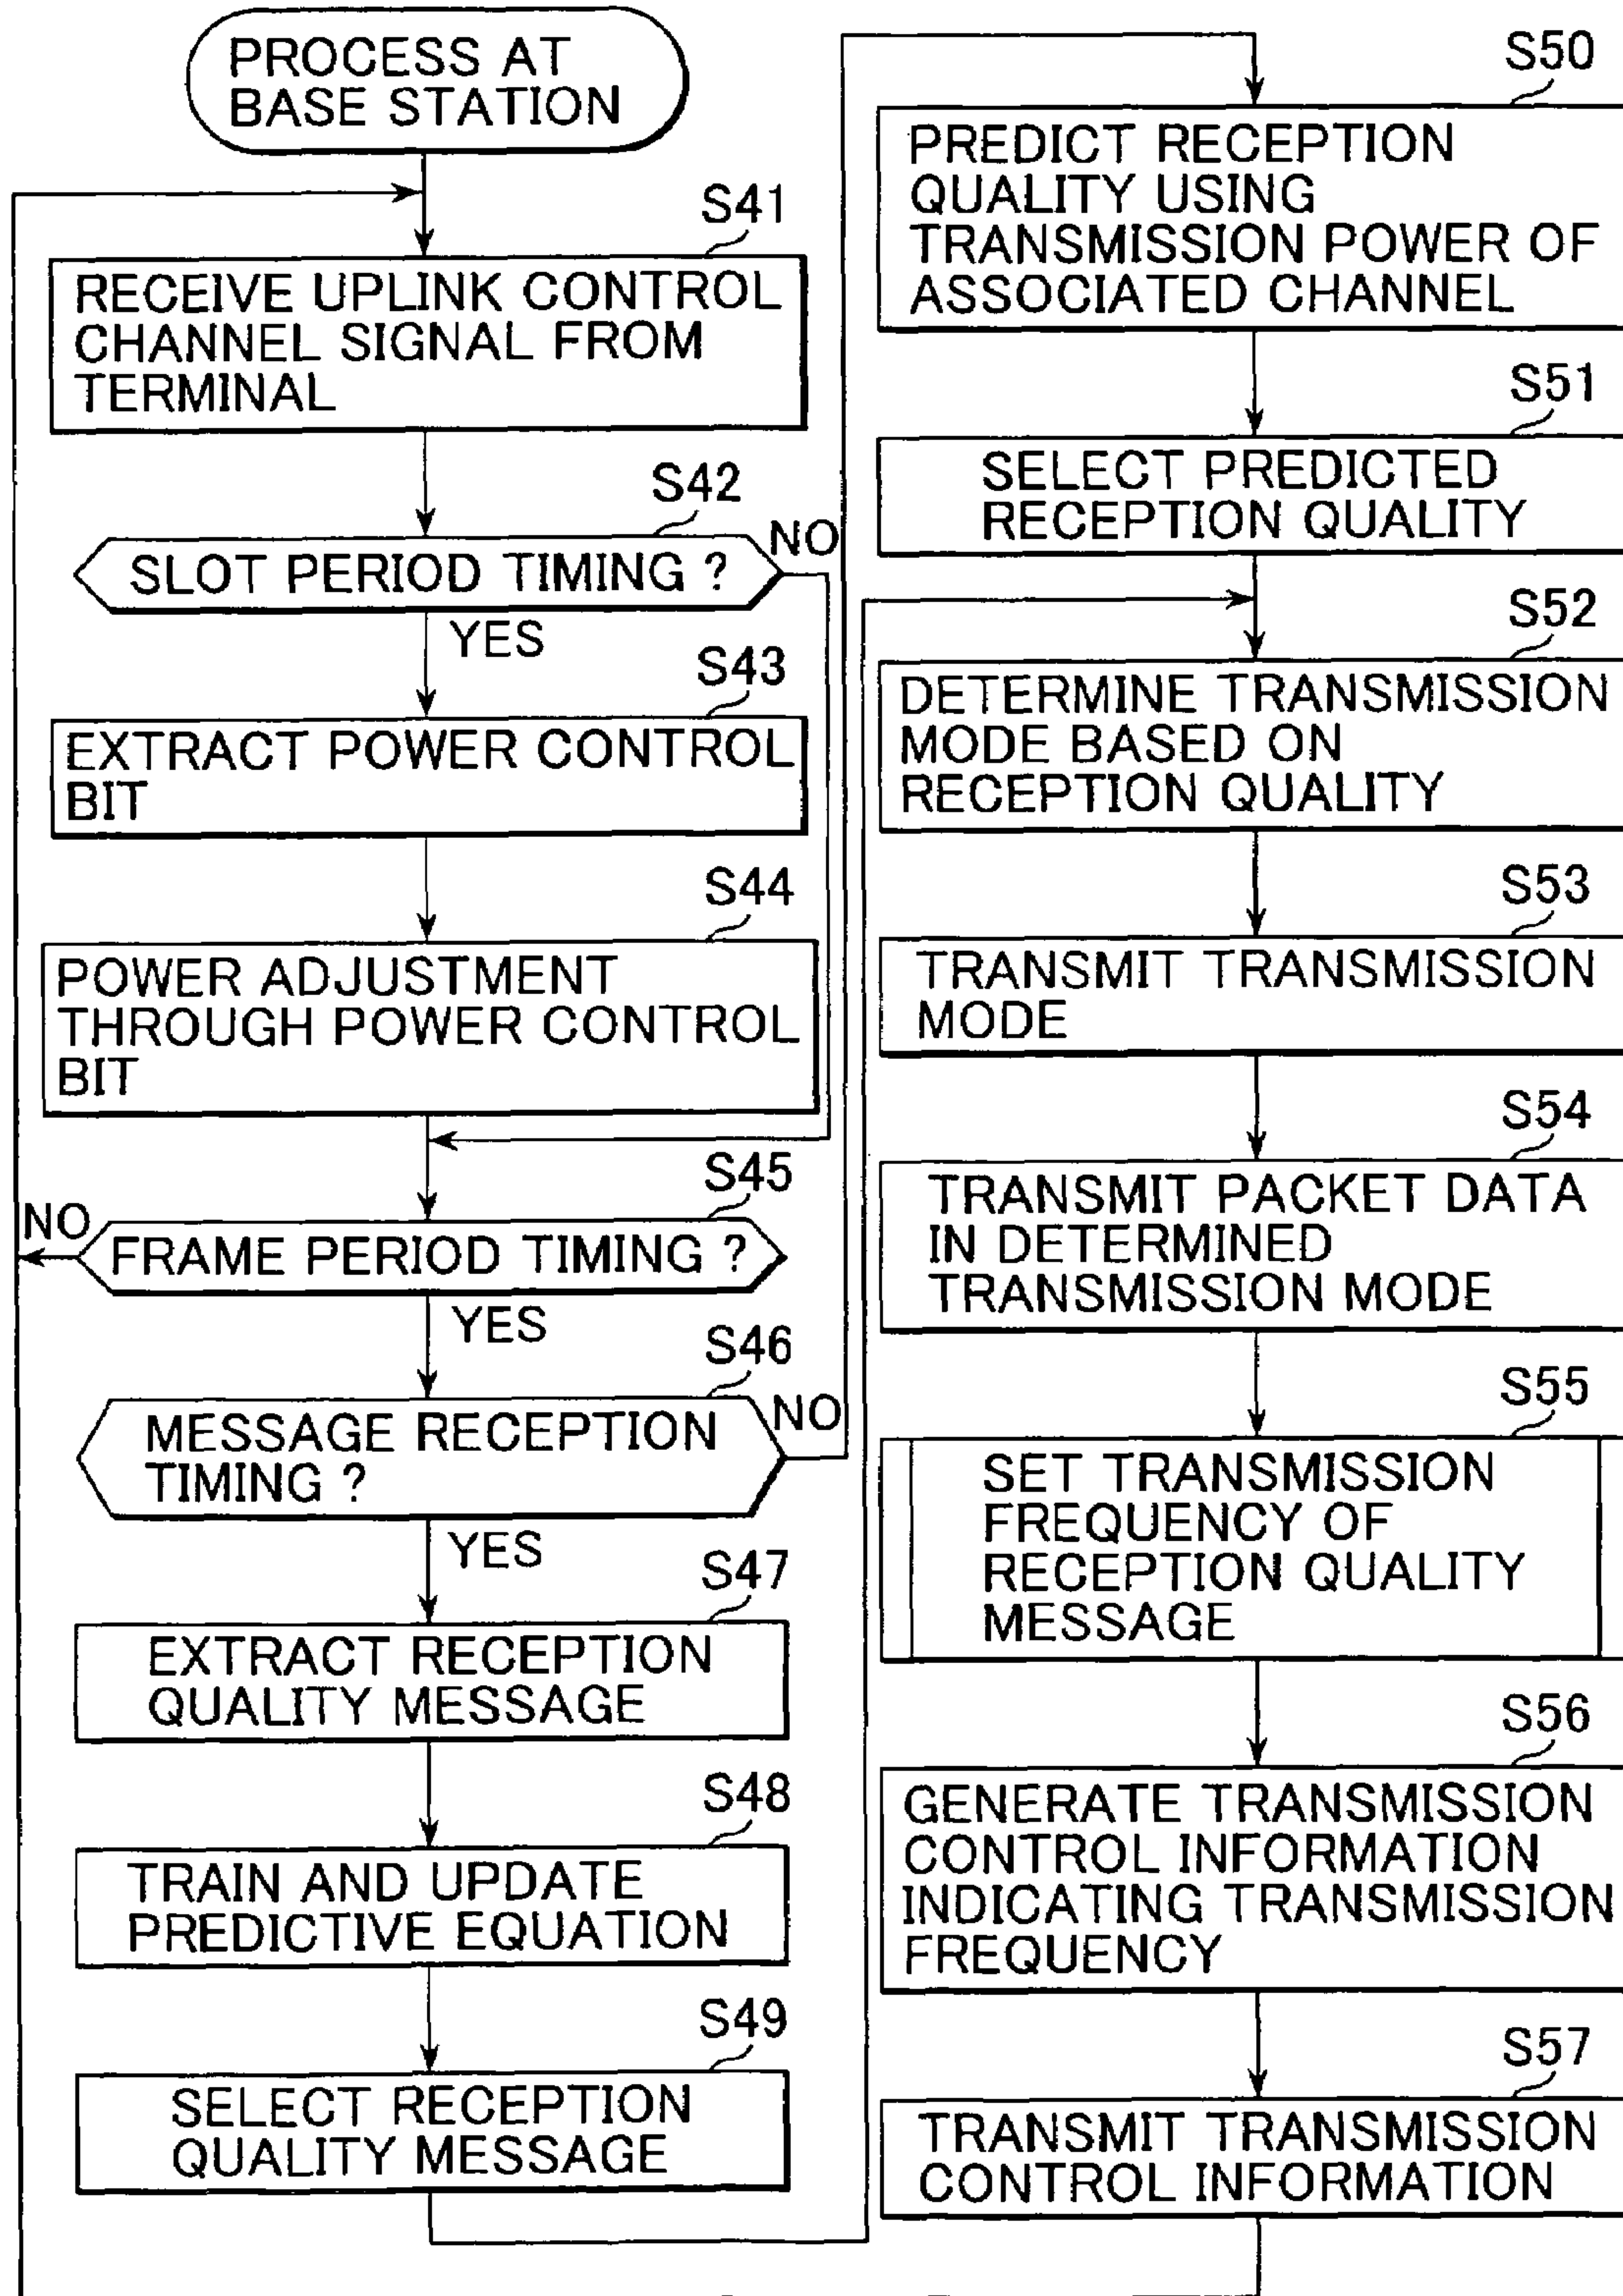 PROCESS AT
BASE STATION
S41
RECEIVE UPLINK CONTROL
CHANNEL SIGNAL FROM
TERMINAL
S42
SLOT PERIOD TIMING ?
NO
YES
S43
EXTRACT POWER CONTROL
BIT
S44
POWER ADJUSTMENT
THROUGH POWER CONTROL
BIT
S45
NO
FRAME PERIOD TIMING ?
YES
S46
MESSAGE RECEPTION
TIMING ?
NO
YES
S47
EXTRACT RECEPTION
QUALITY MESSAGE
S48
TRAIN AND UPDATE
PREDICTIVE EQUATION
S49
SELECT RECEPTION
QUALITY MESSAGE
S50
PREDICT RECEPTION
QUALITY USING
TRANSMISSION POWER OF
ASSOCIATED CHANNEL
S51
SELECT PREDICTED
RECEPTION QUALITY
S52
DETERMINE TRANSMISSION
MODE BASED ON
RECEPTION QUALITY
S53
TRANSMIT TRANSMISSION
MODE
S54
TRANSMIT PACKET DATA
IN DETERMINED
TRANSMISSION MODE
S55
SET TRANSMISSION
FREQUENCY OF
RECEPTION QUALITY
MESSAGE
S56
GENERATE TRANSMISSION
CONTROL INFORMATION
INDICATING TRANSMISSION
FREQUENCY
S57
TRANSMIT TRANSMISSION
CONTROL INFORMATION